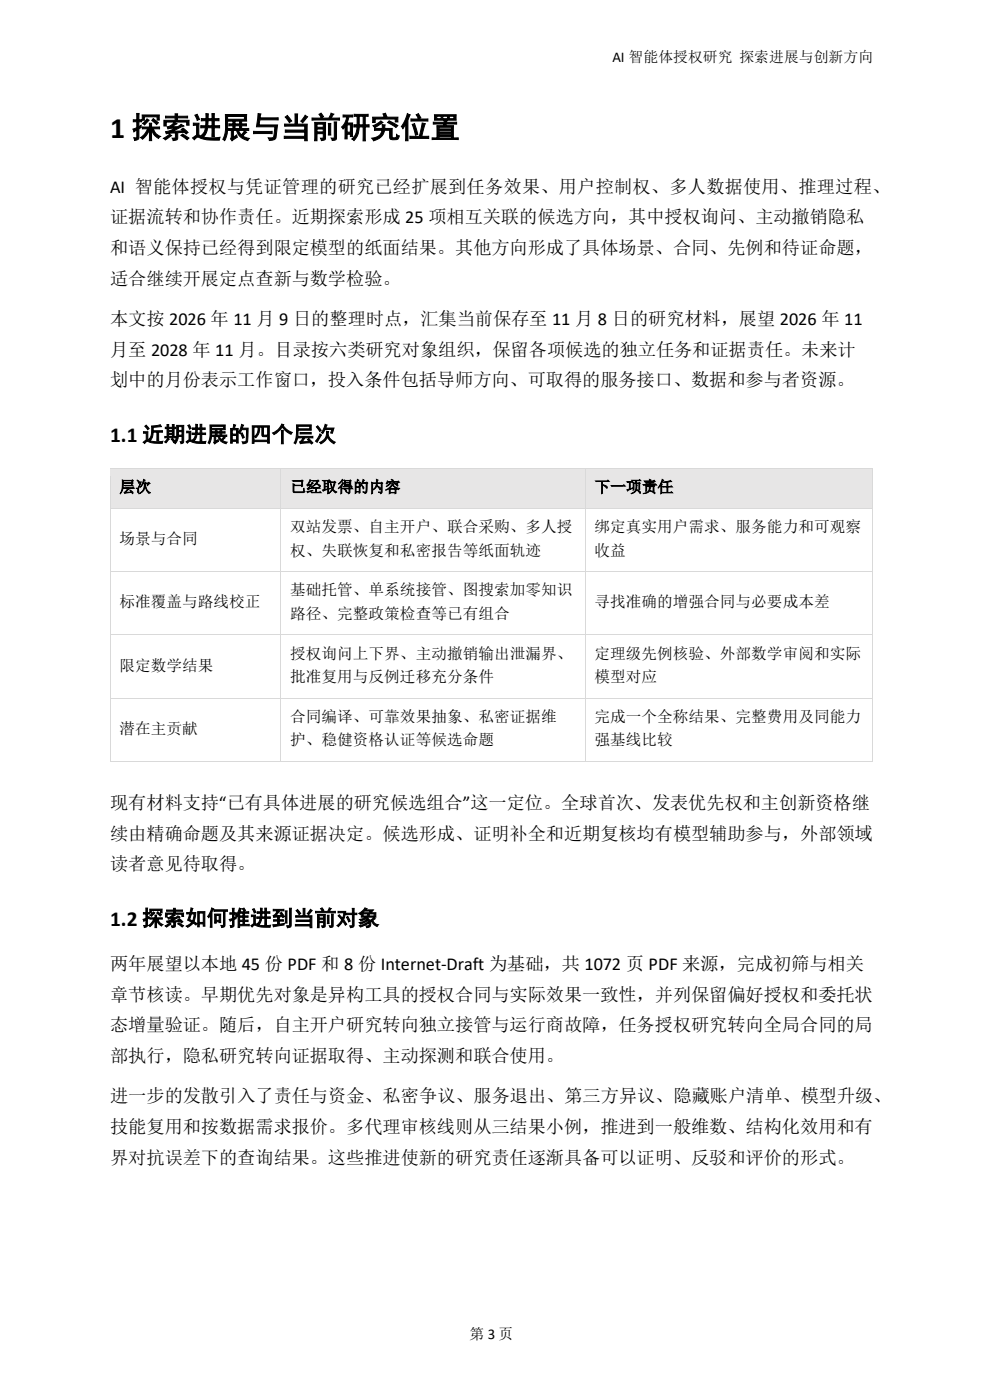 AI 智能体授权研究 探索进展与创新方向
1 探索进展与当前研究位置
AI 智能体授权与凭证管理的研究已经扩展到任务效果、用户控制权、多人数据使用、推理过程、
证据流转和协作责任。近期探索形成 25 项相互关联的候选方向，其中授权询问、主动撤销隐私
和语义保持已经得到限定模型的纸面结果。其他方向形成了具体场景、合同、先例和待证命题，
适合继续开展定点查新与数学检验。
本文按 2026 年 11 月 9 日的整理时点，汇集当前保存至 11 月 8 日的研究材料，展望 2026 年 11
月至 2028 年 11 月。目录按六类研究对象组织，保留各项候选的独立任务和证据责任。未来计
划中的月份表示工作窗口，投入条件包括导师方向、可取得的服务接口、数据和参与者资源。
1.1 近期进展的四个层次
层次 已经取得的内容 下一项责任
场景与合同
双站发票、自主开户、联合采购、多人授
权、失联恢复和私密报告等纸面轨迹
绑定真实用户需求、服务能力和可观察
收益
标准覆盖与路线校正
基础托管、单系统接管、图搜索加零知识
路径、完整政策检查等已有组合
寻找准确的增强合同与必要成本差
限定数学结果
授权询问上下界、主动撤销输出泄漏界、
批准复用与反例迁移充分条件
定理级先例核验、外部数学审阅和实际
模型对应
潜在主贡献
合同编译、可靠效果抽象、私密证据维
护、稳健资格认证等候选命题
完成一个全称结果、完整费用及同能力
强基线比较
现有材料支持“已有具体进展的研究候选组合”这一定位。全球首次、发表优先权和主创新资格继
续由精确命题及其来源证据决定。候选形成、证明补全和近期复核均有模型辅助参与，外部领域
读者意见待取得。
1.2 探索如何推进到当前对象
两年展望以本地 45 份 PDF 和 8 份 Internet-Draft 为基础，共 1072 页 PDF 来源，完成初筛与相关
章节核读。早期优先对象是异构工具的授权合同与实际效果一致性，并列保留偏好授权和委托状
态增量验证。随后，自主开户研究转向独立接管与运行商故障，任务授权研究转向全局合同的局
部执行，隐私研究转向证据取得、主动探测和联合使用。
进一步的发散引入了责任与资金、私密争议、服务退出、第三方异议、隐藏账户清单、模型升级、
技能复用和按数据需求报价。多代理审核线则从三结果小例，推进到一般维数、结构化效用和有
界对抗误差下的查询结果。这些推进使新的研究责任逐渐具备可以证明、反驳和评价的形式。
第 3 页